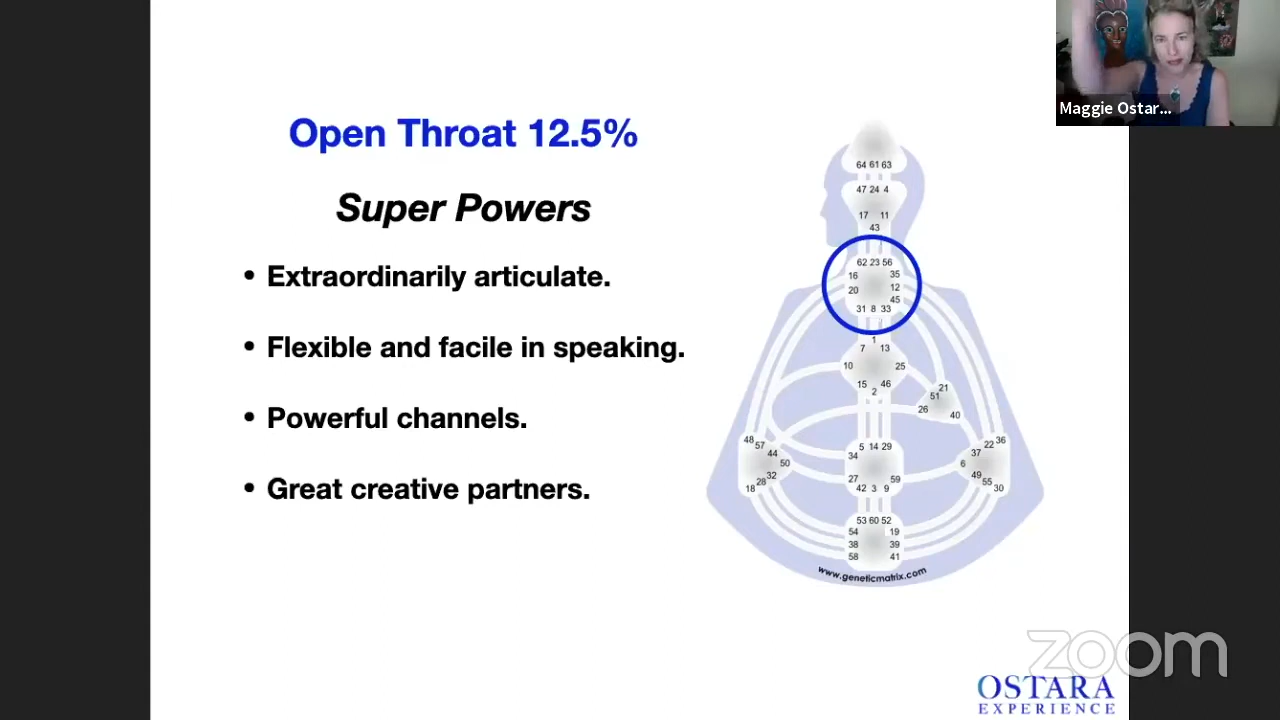 Maggie Ostar...
Open Throat 12.5%
Super Powers
• Extraordinarily articulate.
• Flexible and facile in speaking.
• Powerful channels.
• Great creative partners.
64 61 63
47 24 4
17 11
43
62 23 56
16 35
20 12
45
31 8 33
1
7 13
10 25
15 46
2
21
51
26 40
48 57 44 50
32
28
18
5 14 29
34
27 59
42 3 9
36
22
37
6
49
55
30
53 60 52
54 19
38 39
58 41
www.geneticmatrix.com
zoom
OSTARA
EXPERIENCE